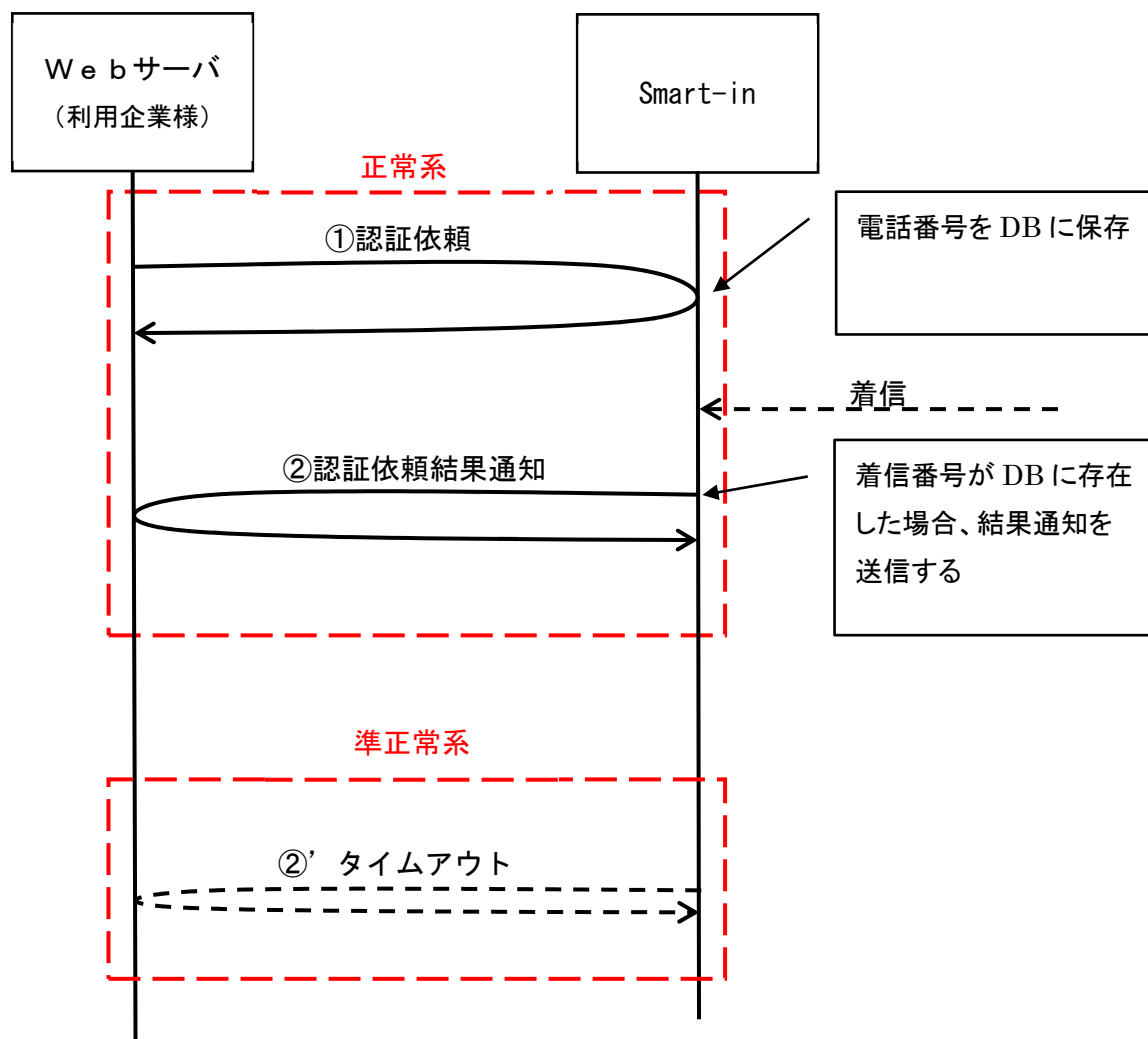 Ｗｅｂサーバ
（利用企業様）
Smart-in
正常系
①認証依頼
電話番号を DB に保存
着信
②認証依頼結果通知
着信番号が DB に存在
した場合、結果通知を
送信する
準正常系
②’タイムアウト